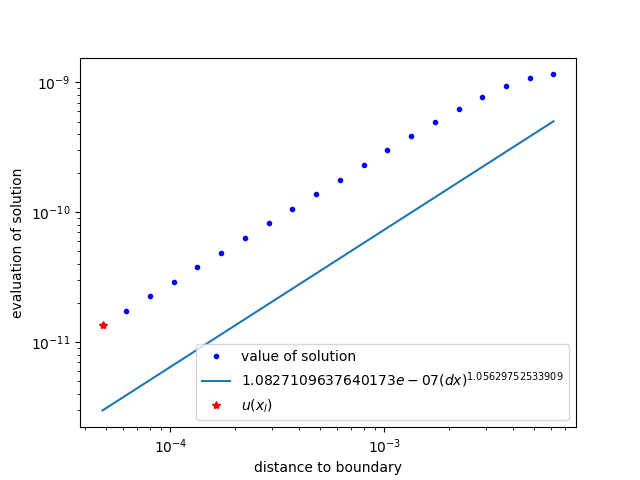 10⁻⁹
10⁻¹⁰
10⁻¹¹
evaluation of solution
value of solution
1.0827109637640173e − 07(dx)^1.05629752533909
u(x_I)
10⁻⁴ 10⁻³
distance to boundary